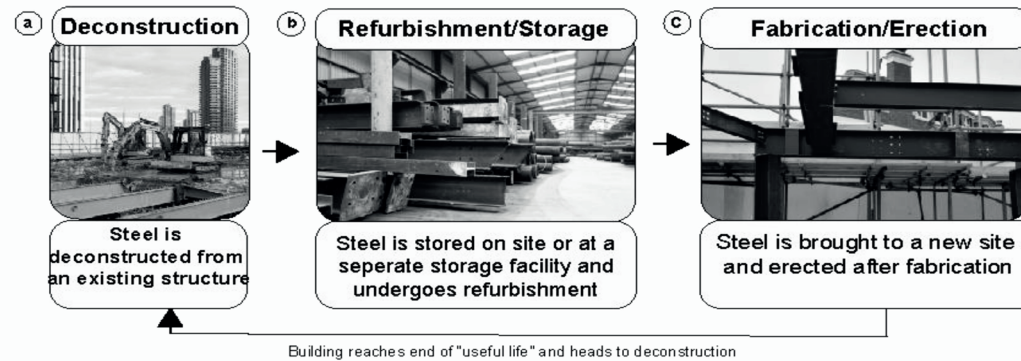 a Deconstruction
b Refurbishment/Storage
c Fabrication/Erection
Steel is
deconstructed from
an existing structure
Steel is stored on site or at a
seperate storage facility and
undergoes refurbishment
Steel is brought to a new site
and erected after fabrication
Building reaches end of "useful life" and heads to deconstruction